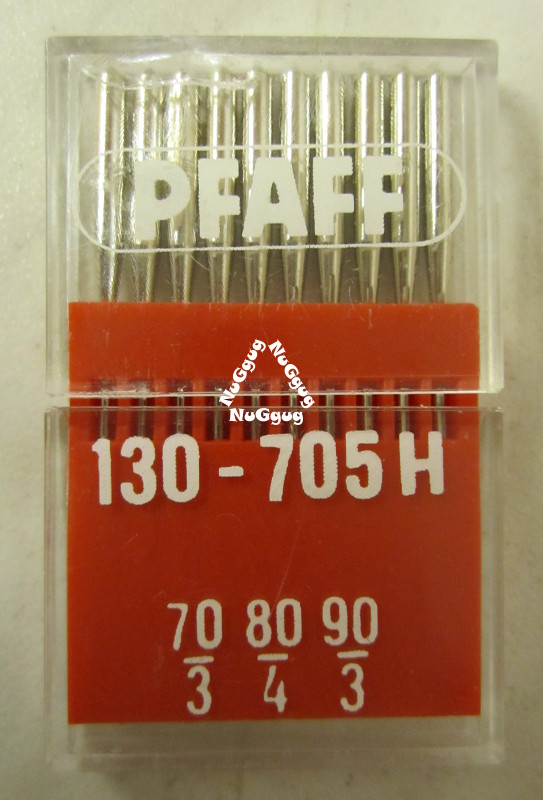 PFAFF
NuGgug NuGgug
NuGgug
130 - 705 H
70 80 90
3 4 3